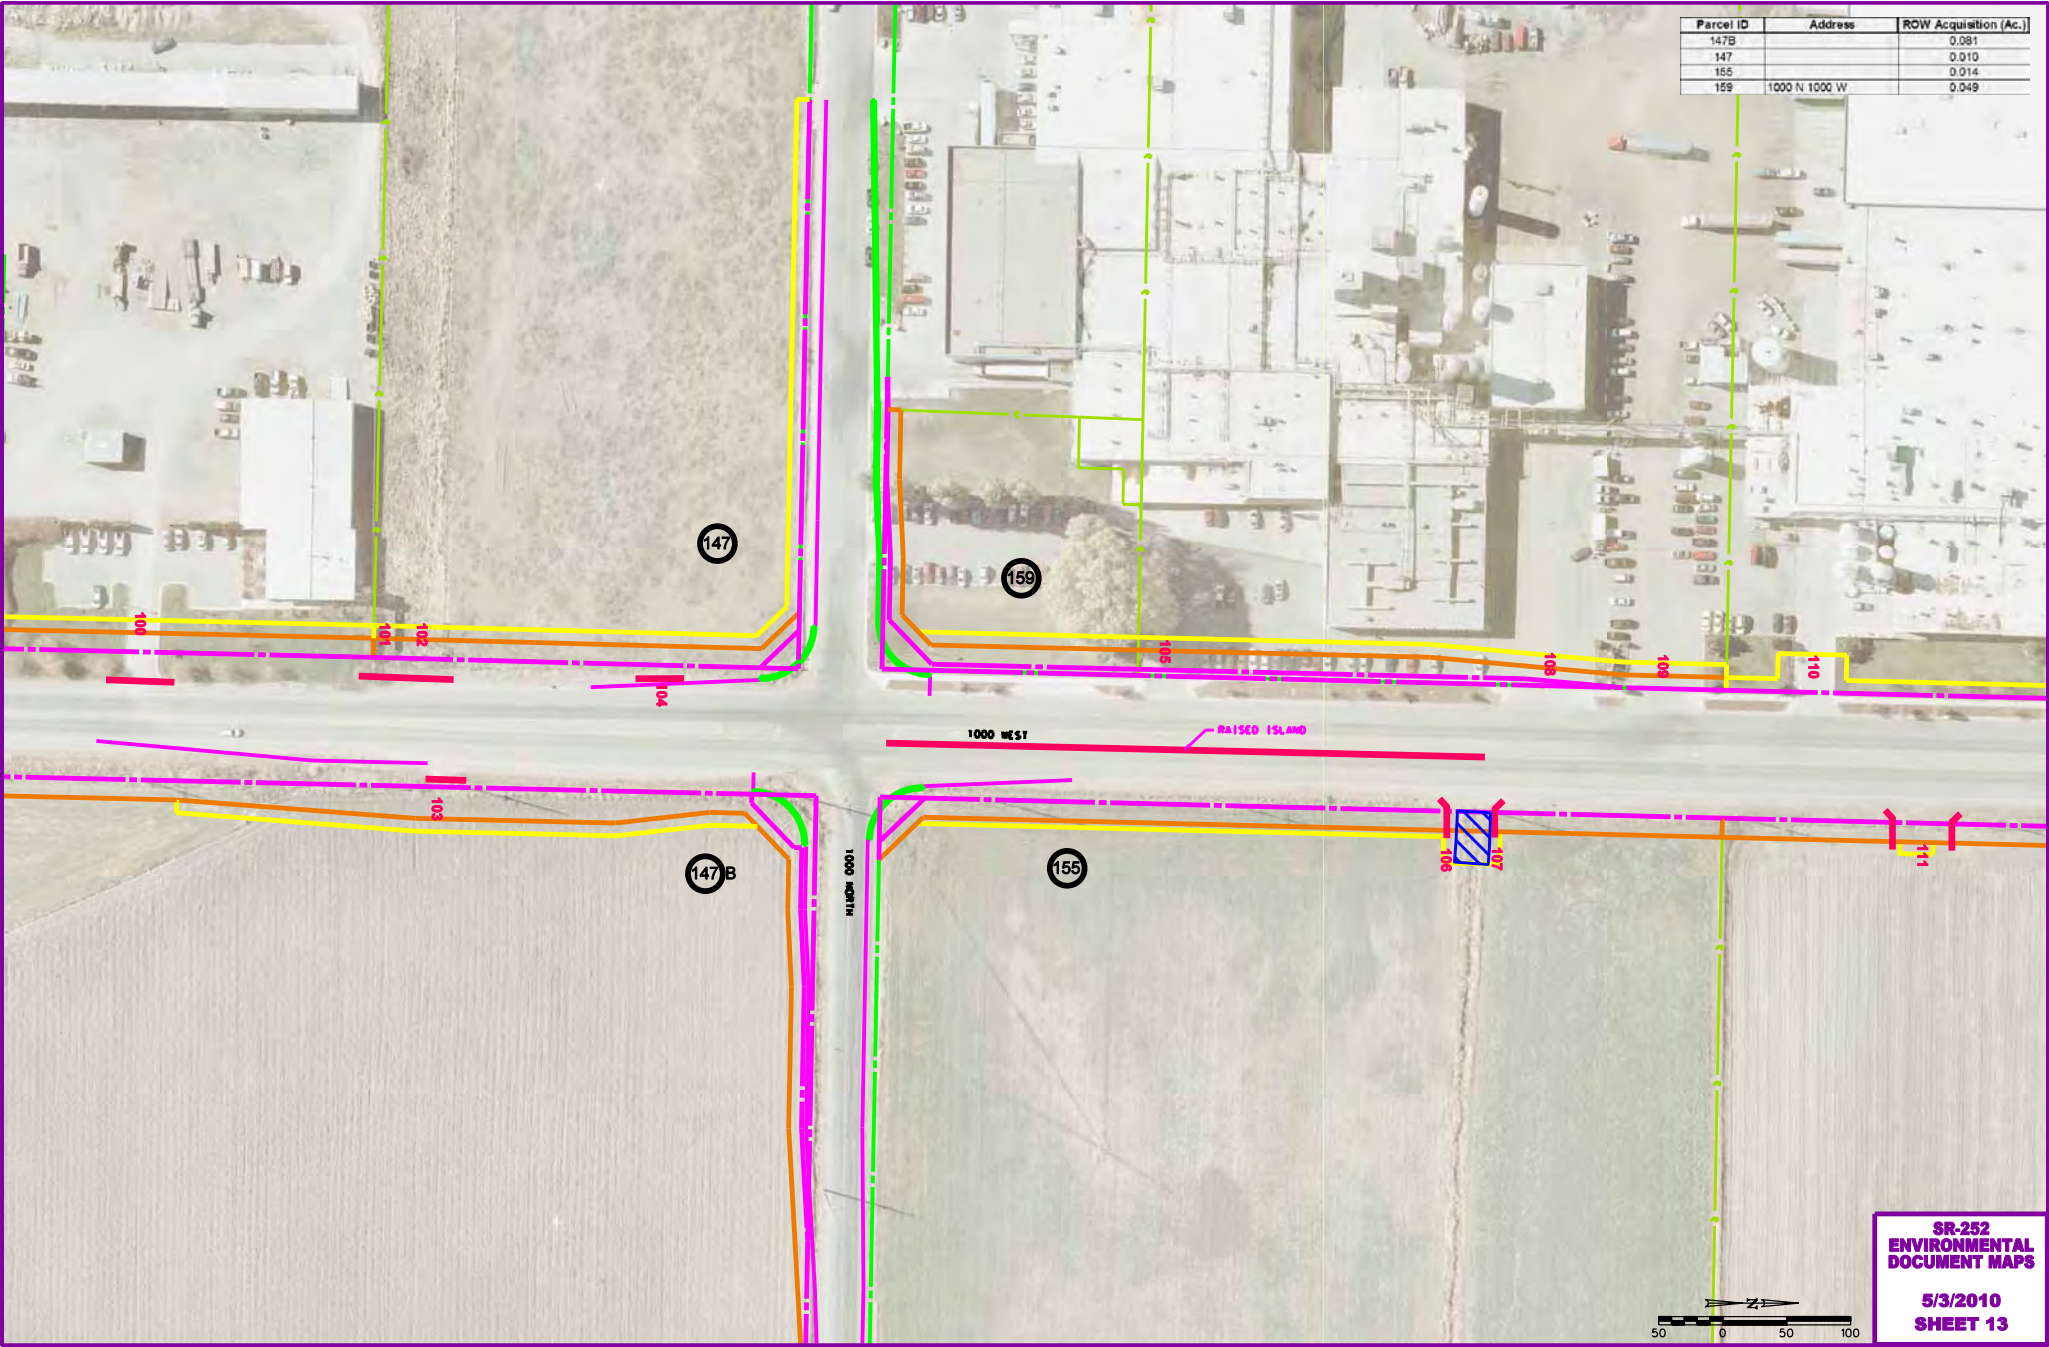 Parcel ID Address ROW Acquisition (Ac.)
147B 0.081
147 0.010
155 0.014
159 1000 N 1000 W 0.049
147
159
100
101
102
104
105
108
109
110
1000 WEST
RAISED ISLAND
103
147 B
1000 NORTH
155
106
107
111
N
50 0 50 100
SR-252
ENVIRONMENTAL
DOCUMENT MAPS
5/3/2010
SHEET 13